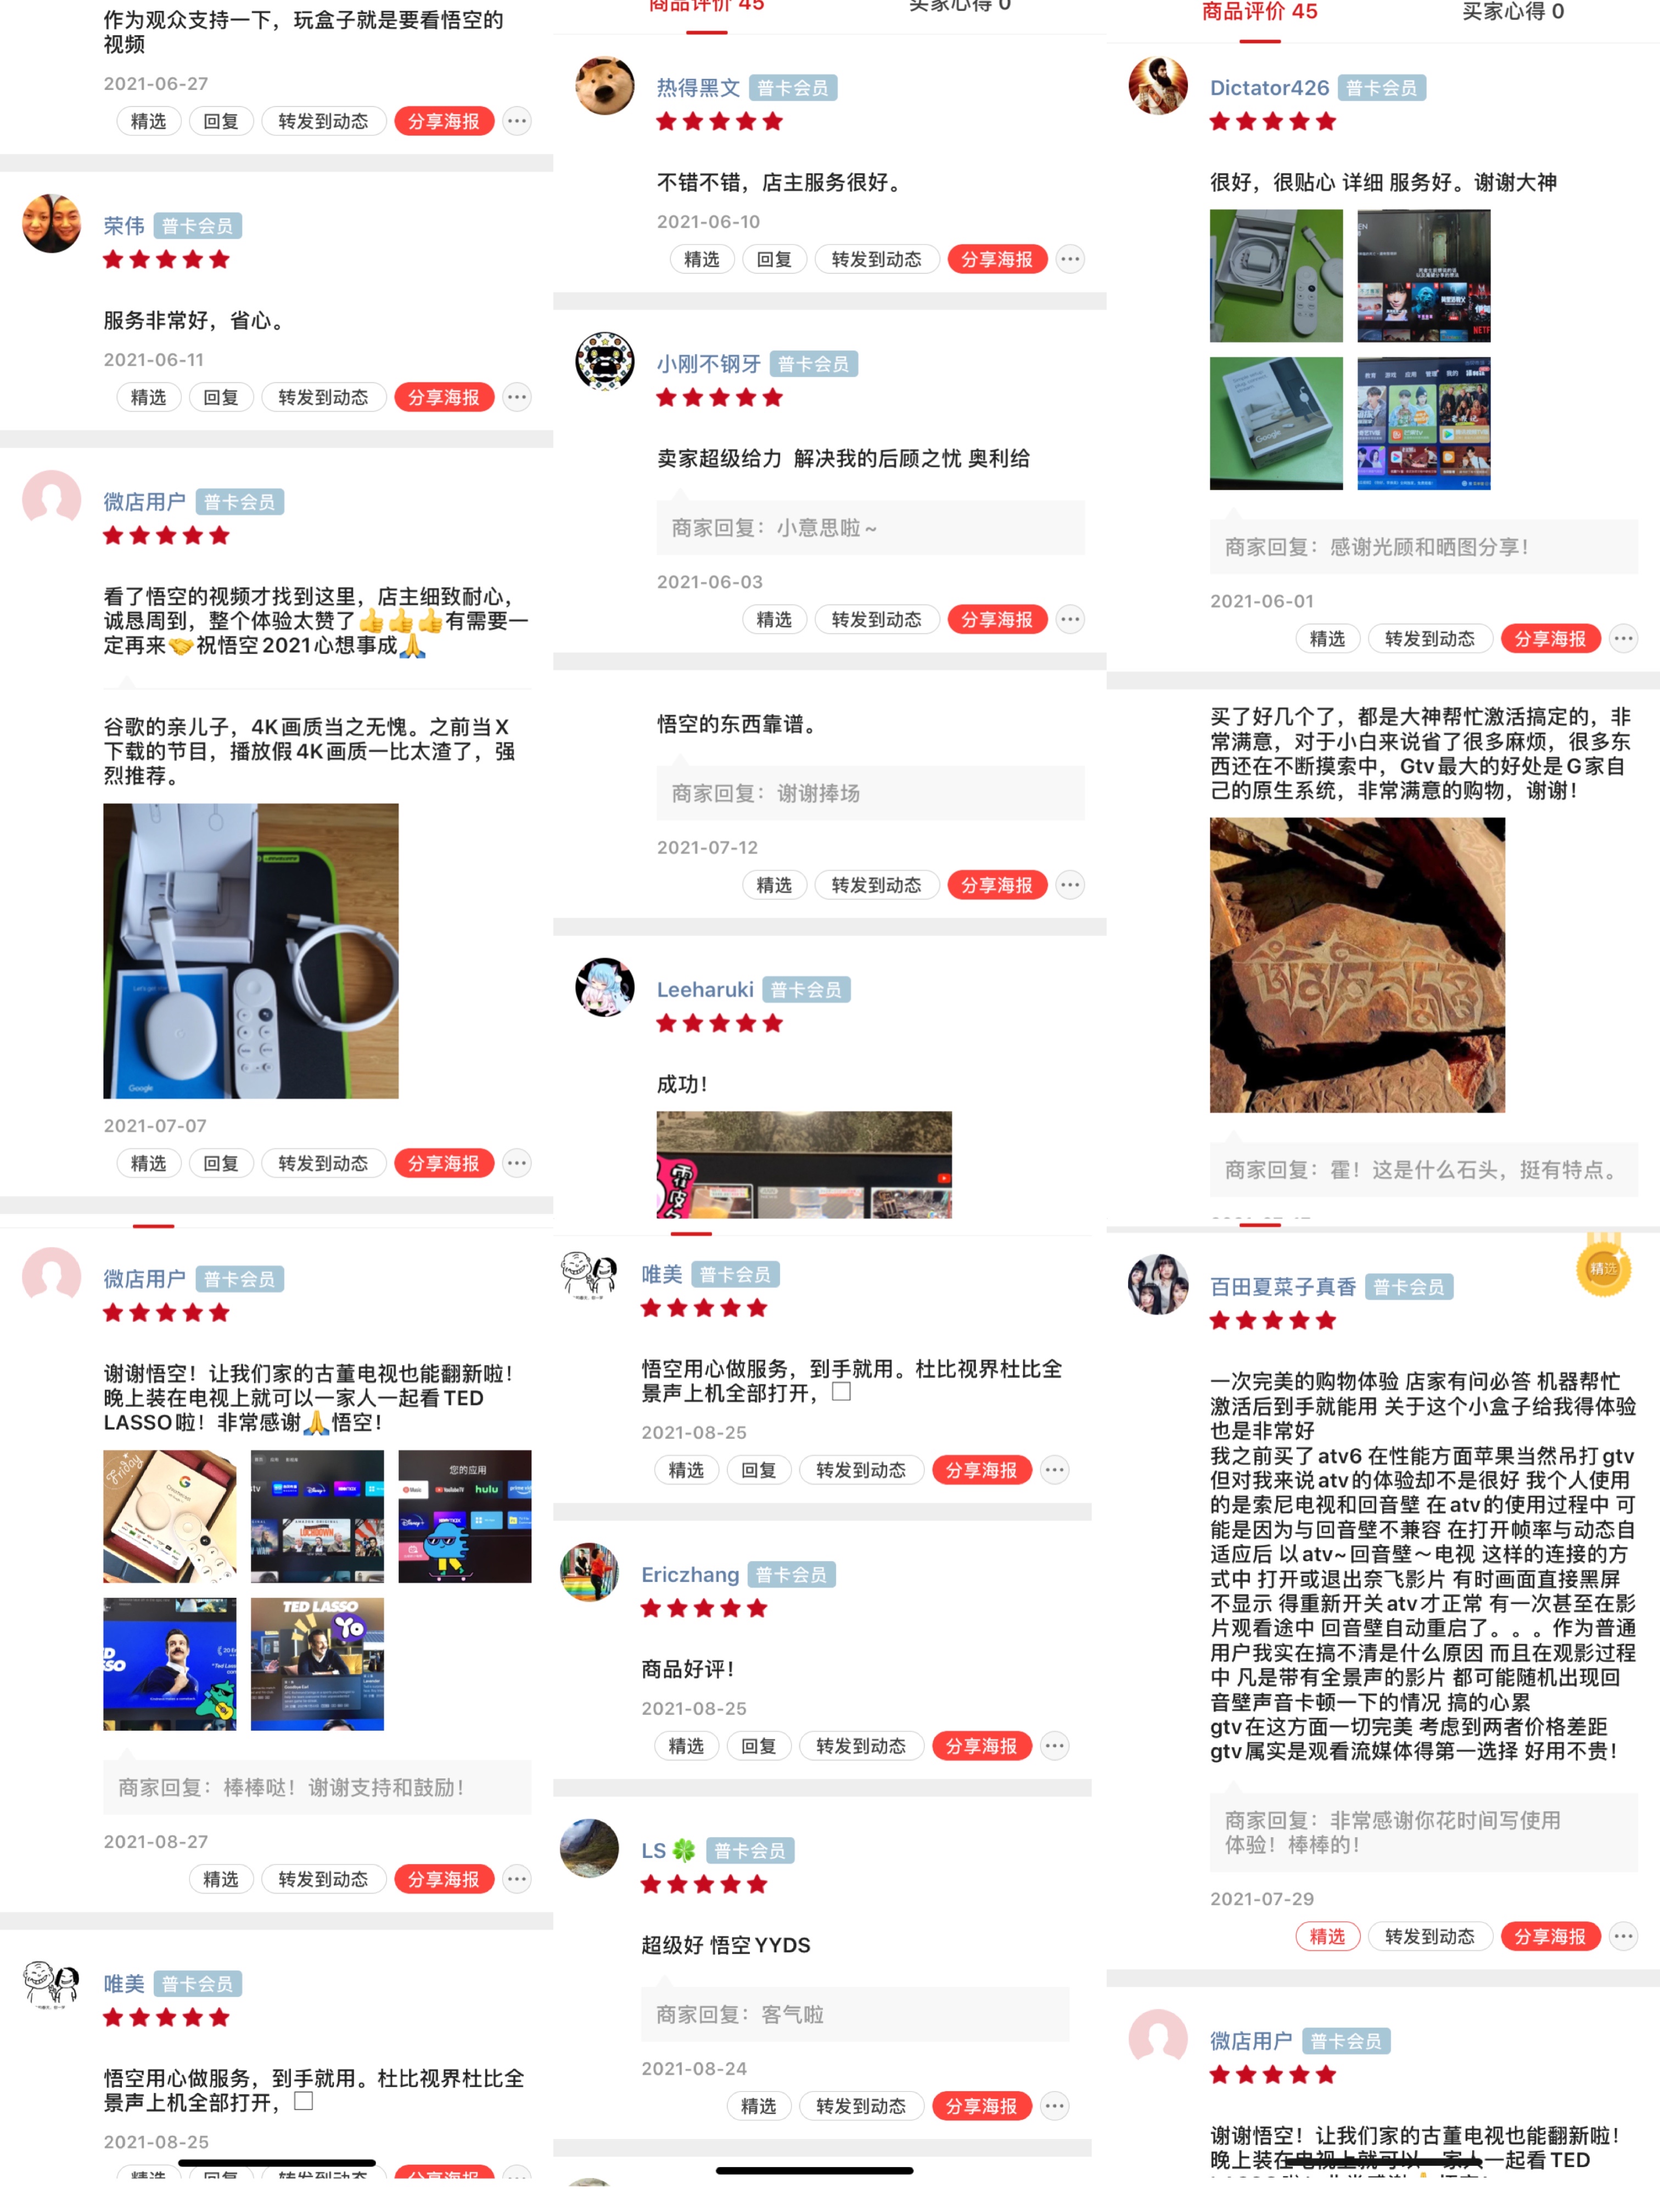 作为观众支持一下，玩盒子就是要看悟空的
视频
2021-06-27
精选 回复 转发到动态 分享海报
荣伟 普卡会员
服务非常好，省心。
2021-06-11
精选 回复 转发到动态 分享海报
微店用户 普卡会员
看了悟空的视频才找到这里，店主细致耐心，
诚恳周到，整个体验太赞了👍👍👍有需要一
定再来🤝祝悟空2021心想事成🙏
谷歌的亲儿子，4K画质当之无愧。之前当X
下载的节目，播放假4K画质一比太渣了，强
烈推荐。
Google
2021-07-07
精选 回复 转发到动态 分享海报
微店用户 普卡会员
谢谢悟空！让我们家的古董电视也能翻新啦！
晚上装在电视上就可以一家人一起看TED
LASSO啦！非常感谢🙏悟空！
Friday
您的应用
hulu
TED LASSO
Yo
商家回复：棒棒哒！谢谢支持和鼓励！
2021-08-27
精选 转发到动态 分享海报
唯美 普卡会员
悟空用心做服务，到手就用。杜比视界杜比全
景声上机全部打开，□
2021-08-25
商品评价 45 买家心得 0
热得黑文 普卡会员
不错不错，店主服务很好。
2021-06-10
精选 回复 转发到动态 分享海报
小刚不钢牙 普卡会员
卖家超级给力 解决我的后顾之忧 奥利给
商家回复：小意思啦~
2021-06-03
精选 转发到动态 分享海报
悟空的东西靠谱。
商家回复：谢谢捧场
2021-07-12
精选 转发到动态 分享海报
Leeharuki 普卡会员
成功！
唯美 普卡会员
悟空用心做服务，到手就用。杜比视界杜比全
景声上机全部打开，□
2021-08-25
精选 回复 转发到动态 分享海报
Ericzhang 普卡会员
商品好评！
2021-08-25
精选 回复 转发到动态 分享海报
LS🍀 普卡会员
超级好 悟空YYDS
商家回复：客气啦
2021-08-24
精选 转发到动态 分享海报
商品评价 45 买家心得 0
Dictator426 普卡会员
很好，很贴心 详细 服务好。谢谢大神
Google
商家回复：感谢光顾和晒图分享！
2021-06-01
精选 转发到动态 分享海报
买了好几个了，都是大神帮忙激活搞定的，非
常满意，对于小白来说省了很多麻烦，很多东
西还在不断摸索中，Gtv最大的好处是G家自
己的原生系统，非常满意的购物，谢谢！
商家回复：霍！这是什么石头，挺有特点。
百田夏菜子真香 普卡会员
精选
一次完美的购物体验 店家有问必答 机器帮忙
激活后到手就能用 关于这个小盒子给我得体验
也是非常好
我之前买了atv6 在性能方面苹果当然吊打gtv
但对我来说atv的体验却不是很好 我个人使用
的是索尼电视和回音壁 在atv的使用过程中 可
能是因为与回音壁不兼容 在打开帧率与动态自
适应后 以atv~回音壁～电视 这样的连接的方
式中 打开或退出奈飞影片 有时画面直接黑屏
不显示 得重新开关atv才正常 有一次甚至在影
片观看途中 回音壁自动重启了。。。作为普通
用户我实在搞不清是什么原因 而且在观影过程
中 凡是带有全景声的影片 都可能随机出现回
音壁声音卡顿一下的情况 搞的心累
gtv在这方面一切完美 考虑到两者价格差距
gtv属实是观看流媒体得第一选择 好用不贵！
商家回复：非常感谢你花时间写使用
体验！棒棒的！
2021-07-29
精选 转发到动态 分享海报
微店用户 普卡会员
谢谢悟空！让我们家的古董电视也能翻新啦！
晚上装在电视上就可以一家人一起看TED